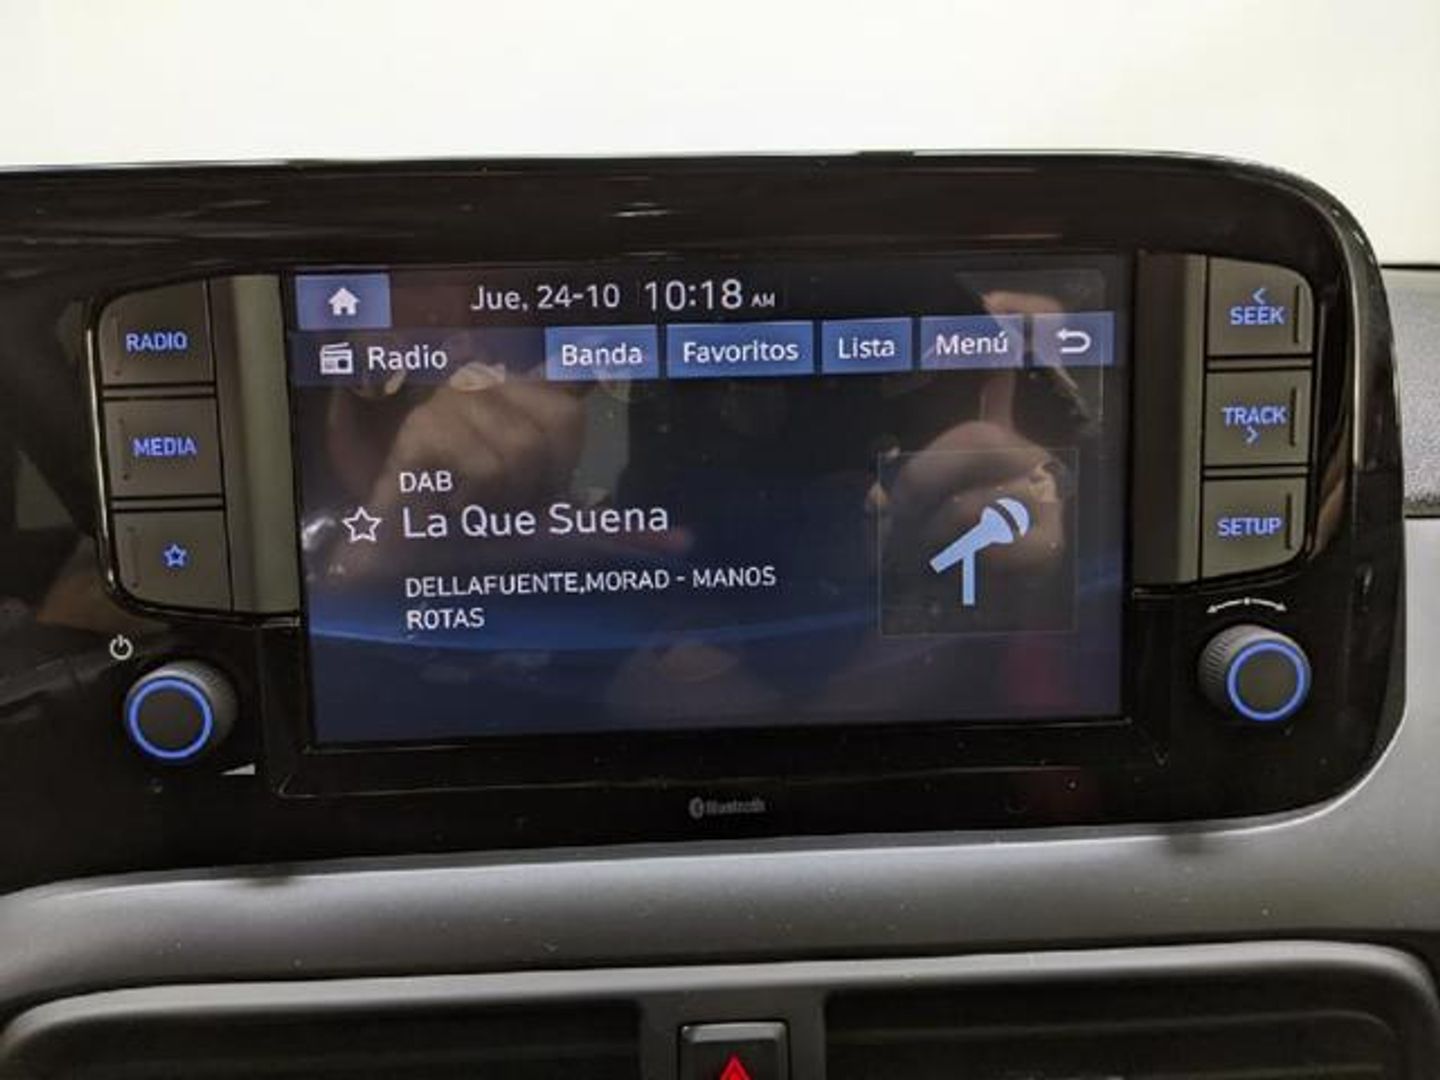 Jue, 24-10 10:18 AM
Radio Banda Favoritos Lista Menú
RADIO
MEDIA
DAB
La Que Suena
DELLAFUENTE,MORAD - MANOS
ROTAS
SEEK
TRACK
SETUP
Bluetooth